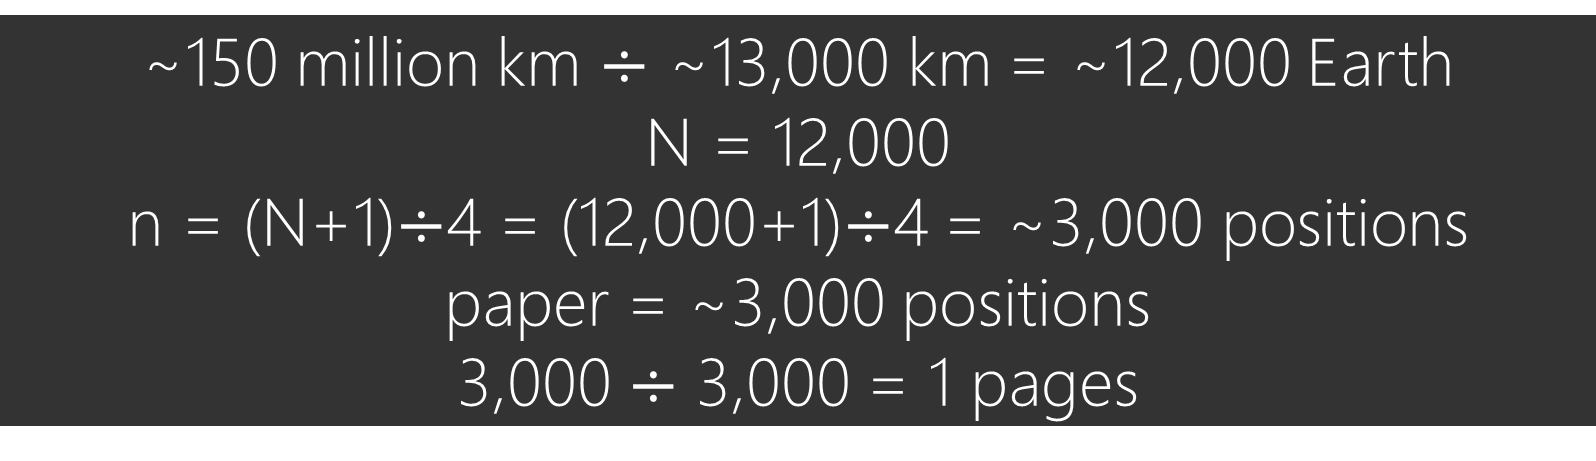 ~150 million km ÷ ~13,000 km = ~12,000 Earth
N = 12,000
n = (N+1)÷4 = (12,000+1)÷4 = ~3,000 positions
paper = ~3,000 positions
3,000 ÷ 3,000 = 1 pages